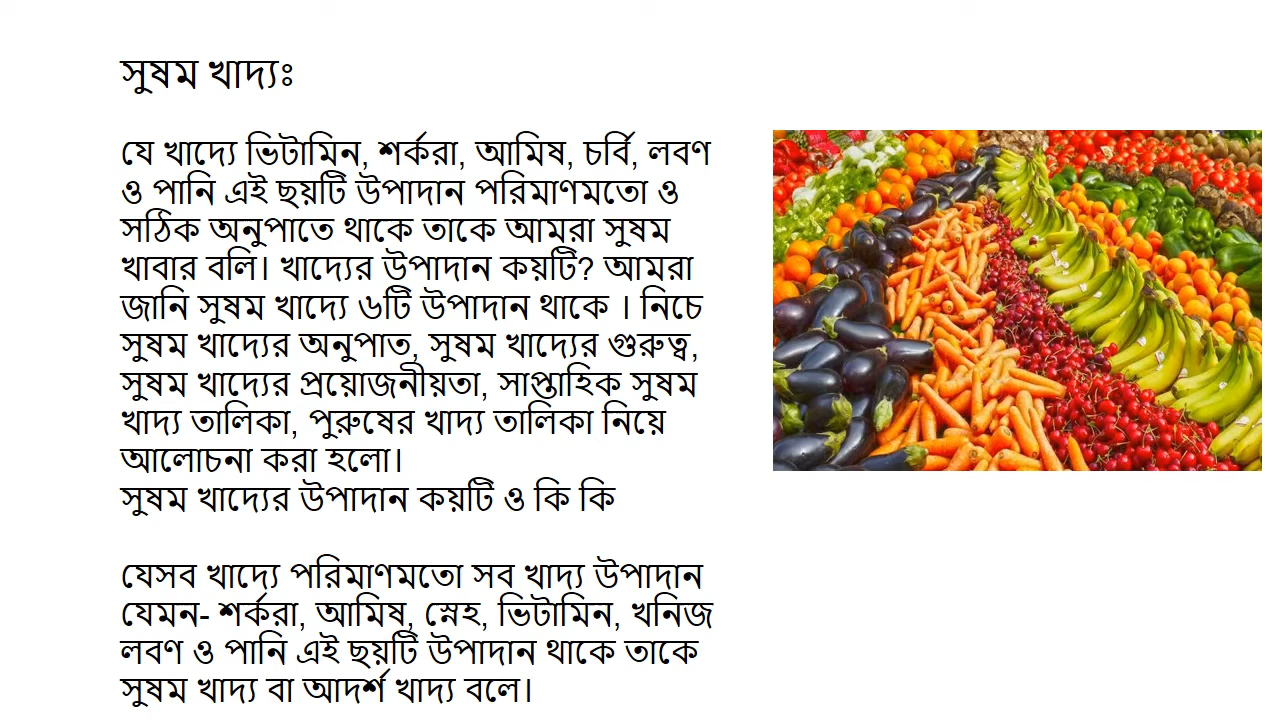 সুষম খাদ্যঃ
যে খাদ্যে ভিটামিন, শর্করা, আমিষ, চর্বি, লবণ
ও পানি এই ছয়টি উপাদান পরিমাণমতো ও
সঠিক অনুপাতে থাকে তাকে আমরা সুষম
খাবার বলি। খাদ্যের উপাদান কয়টি? আমরা
জানি সুষম খাদ্যে ৬টি উপাদান থাকে । নিচে
সুষম খাদ্যের অনুপাত, সুষম খাদ্যের গুরুত্ব,
সুষম খাদ্যের প্রয়োজনীয়তা, সাপ্তাহিক সুষম
খাদ্য তালিকা, পুরুষের খাদ্য তালিকা নিয়ে
আলোচনা করা হলো।
সুষম খাদ্যের উপাদান কয়টি ও কি কি
যেসব খাদ্যে পরিমাণমতো সব খাদ্য উপাদান
যেমন- শর্করা, আমিষ, স্নেহ, ভিটামিন, খনিজ
লবণ ও পানি এই ছয়টি উপাদান থাকে তাকে
সুষম খাদ্য বা আদর্শ খাদ্য বলে।